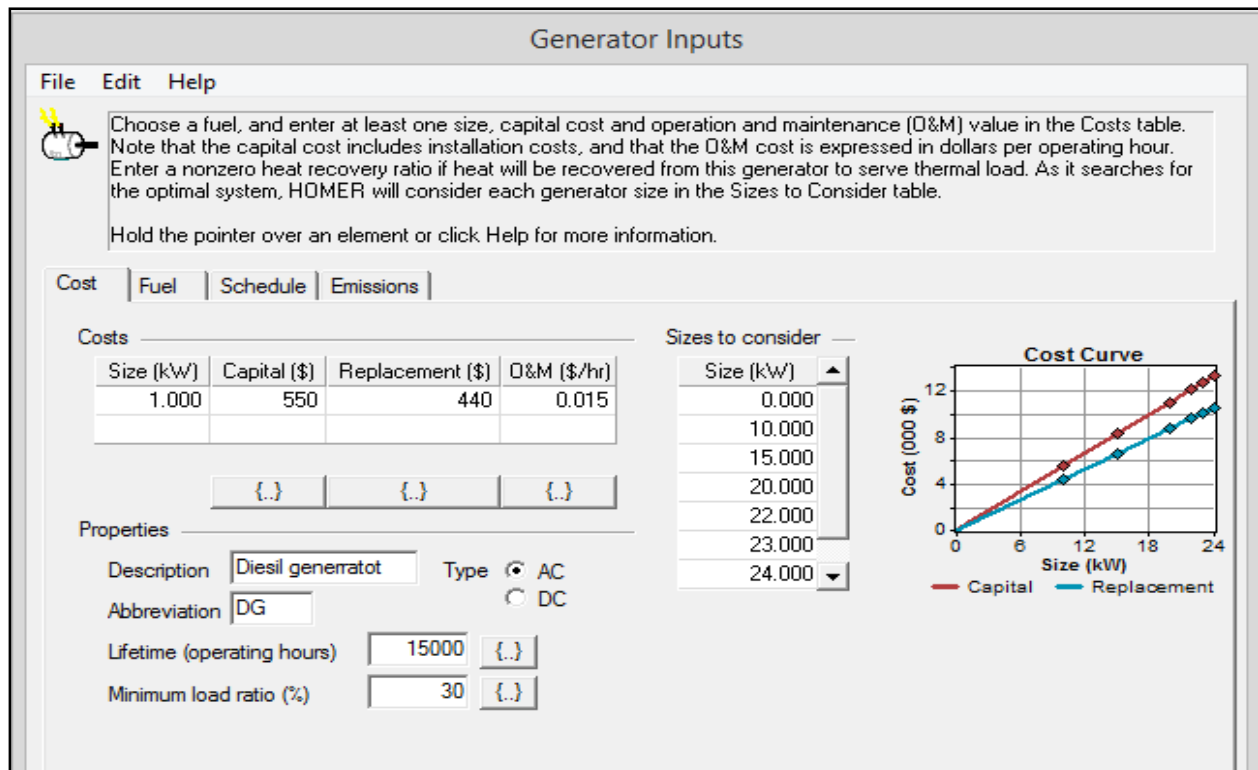 Generator Inputs
File Edit Help
Choose a fuel, and enter at least one size, capital cost and operation and maintenance (O&M) value in the Costs table.
Note that the capital cost includes installation costs, and that the O&M cost is expressed in dollars per operating hour.
Enter a nonzero heat recovery ratio if heat will be recovered from this generator to serve thermal load. As it searches for
the optimal system, HOMER will consider each generator size in the Sizes to Consider table.
Hold the pointer over an element or click Help for more information.
Cost Fuel Schedule Emissions
Costs
Size (kW) Capital ($) Replacement ($) O&M ($/hr)
1.000 550 440 0.015
{..} {..} {..}
Properties
Description Diesil generratot Type AC
DC
Abbreviation DG
Lifetime (operating hours) 15000 {..}
Minimum load ratio (%) 30 {..}
Sizes to consider
Size (kW)
0.000
10.000
15.000
20.000
22.000
23.000
24.000
Cost Curve
Cost (000 $)
12
8
4
0
0 6 12 18 24
Size (kW)
Capital Replacement